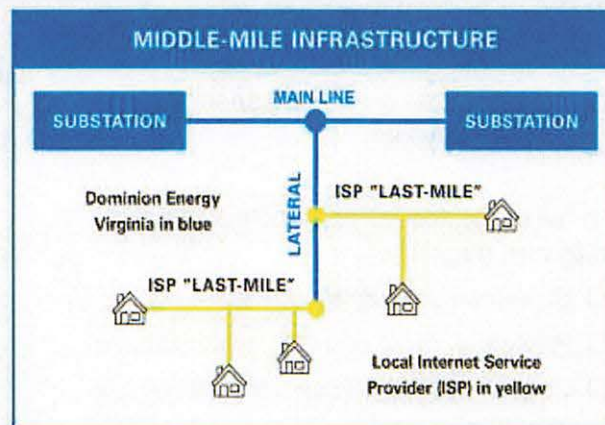 MIDDLE-MILE INFRASTRUCTURE
MAIN LINE
SUBSTATION
SUBSTATION
Dominion Energy
Virginia in blue
LATERAL
ISP "LAST-MILE"
ISP "LAST-MILE"
Local Internet Service
Provider (ISP) in yellow